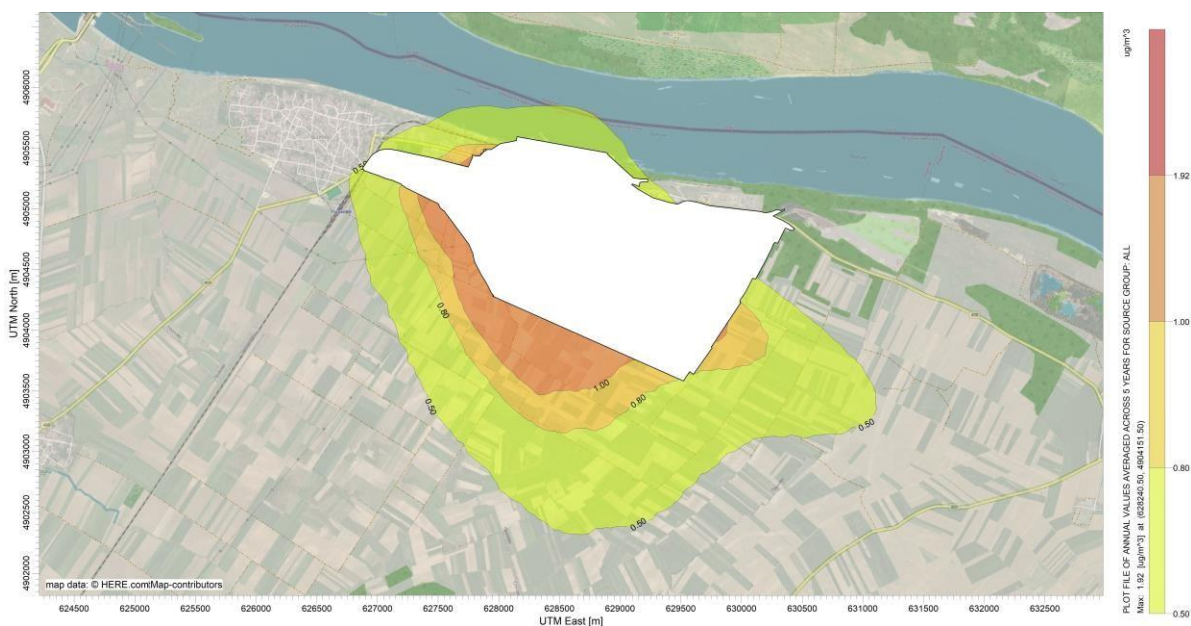 4906000
4905500
4905000
4904500
4904000
4903500
4903000
4902500
4902000
UTM North [m]
0.50
0.80
0.50
1.00
0.80
0.50
0.50
map data: © HERE.comMap-contributors
624500 625000 625500 626000 626500 627000 627500 628000 628500 629000 629500 630000 630500 631000 631500 632000 632500
UTM East [m]
PLOT FILE OF ANNUAL VALUES AVERAGED ACROSS 5 YEARS FOR SOURCE GROUP: ALL
Max: 1.92 [ug/m^3] at (628240.50, 4904151.50)
ug/m^3
1.92
1.00
0.80
0.50